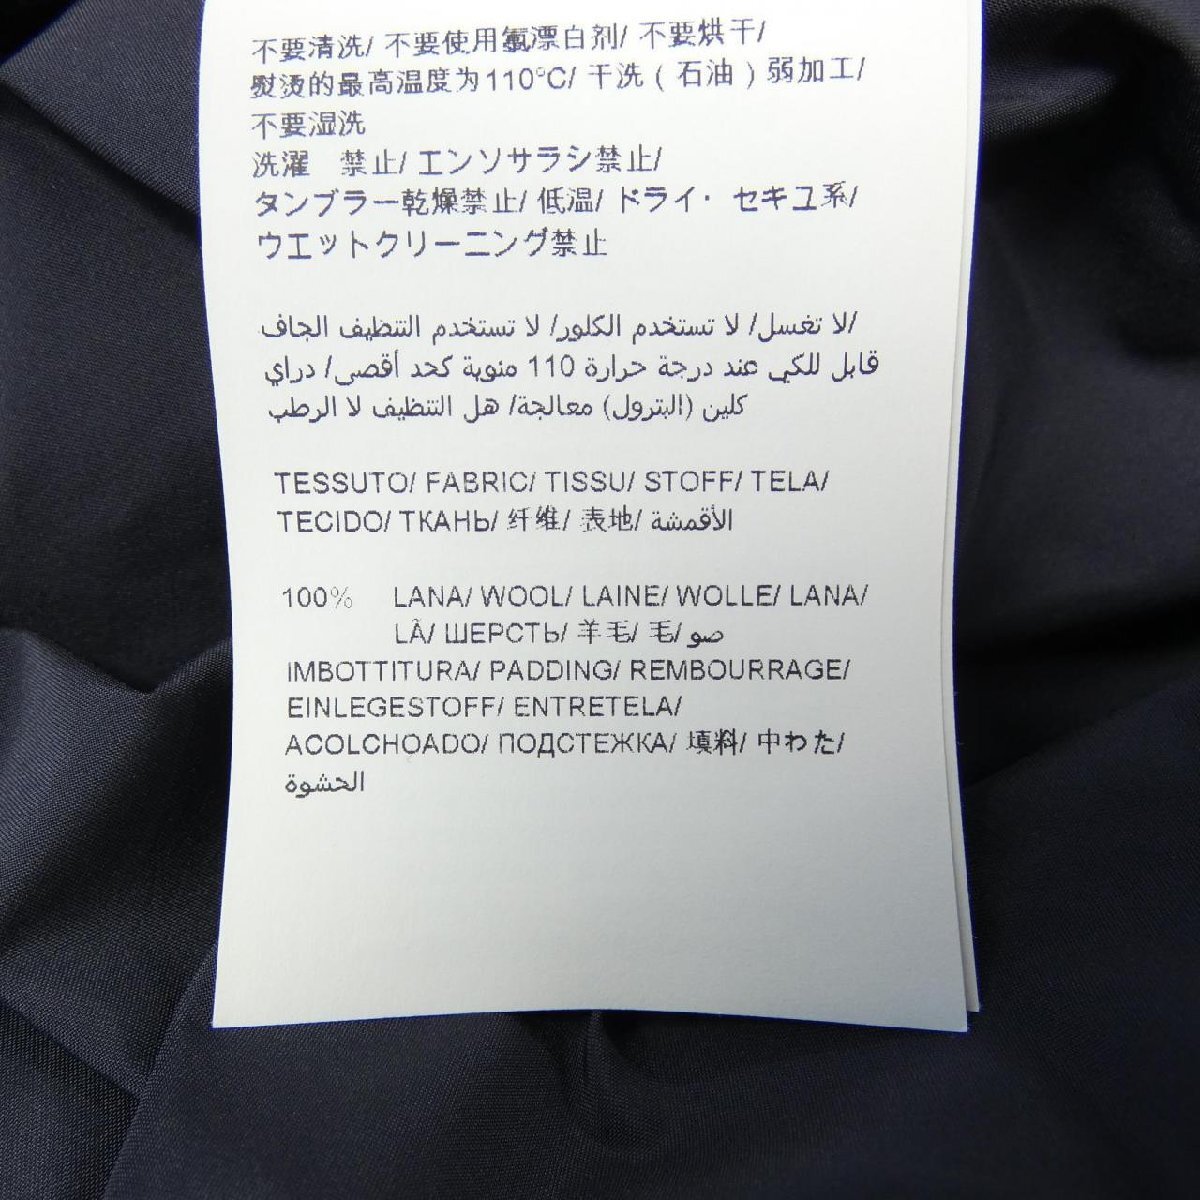 不要清洗/ 不要使用氯漂白剂/ 不要烘干/
熨烫的最高温度为110°C/ 干洗 ( 石油 ) 弱加工/
不要湿洗
洗濯　禁止/ エンソサラシ禁止/
タンブラー乾燥禁止/ 低温/ ドライ・ セキユ系/
ウエットクリーニング禁止
لا تغسل/ لا تستخدم الكلور/ لا تستخدم التنظيف الجاف/
قابل للكي عند درجة حرارة 110 مئوية كحد أقصى/ دراي
كلين (البترول) معالجة/ هل التنظيف لا الرطب
TESSUTO/ FABRIC/ TISSU/ STOFF/ TELA/
TECIDO/ ТКАНЬ/ 纤维/ 表地/ الأقمشة
100% LANA/ WOOL/ LAINE/ WOLLE/ LANA/
LÃ/ ШЕРСТЬ/ 羊毛/ 毛/ صو
IMBOTTITURA/ PADDING/ REMBOURRAGE/
EINLEGESTOFF/ ENTRETELA/
ACOLCHOADO/ ПОДСТЕЖКА/ 填料/ 中わた/
الحشوة